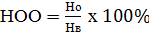 НОО = Но/Нв х 100%